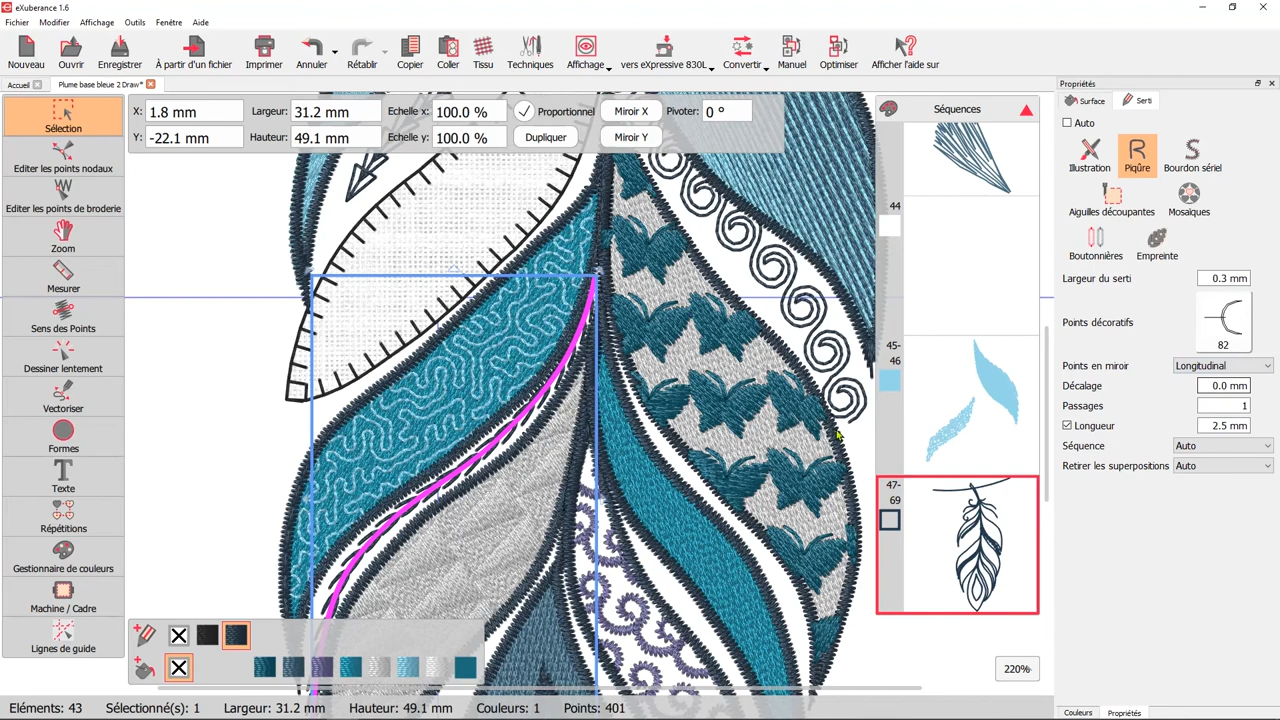 eXuberance 1.6
Fichier Modifier Affichage Outils Fenêtre Aide
Nouveau Ouvrir Enregistrer À partir d'un fichier Imprimer Annuler Rétablir Copier Coller Tissu Techniques Affichage vers eXpressive 830L Convertir Manuel Optimiser Afficher l'aide sur
Accueil Plume base bleue 2 Draw*
Propriétés
Surface Serti
Sélection
X: 1.8 mm Largeur: 31.2 mm Echelle x: 100.0 % Proportionnel Miroir X Pivoter: 0 °
Y: -22.1 mm Hauteur: 49.1 mm Echelle y: 100.0 % Dupliquer Miroir Y
Séquences
Auto
Editer les points nodaux
Illustration Piqûre Bourdon sériel
Editer les points de broderie
Aiguilles découpantes Mosaiques
44
Zoom
Boutonnières Empreinte
Mesurer
Largeur du serti 0.3 mm
Sens des Points
Points décoratifs 82
45-
46
Dessiner lentement
Points en miroir Longitudinal
Décalage 0.0 mm
Vectoriser
Passages 1
Longueur 2.5 mm
Formes
Séquence Auto
Retirer les superpositions Auto
Texte
47-
69
Répétitions
Gestionnaire de couleurs
Machine / Cadre
Lignes de guide
220%
Eléments: 43 Sélectionné(s): 1 Largeur: 31.2 mm Hauteur: 49.1 mm Couleurs: 1 Points: 401
Couleurs Propriétés